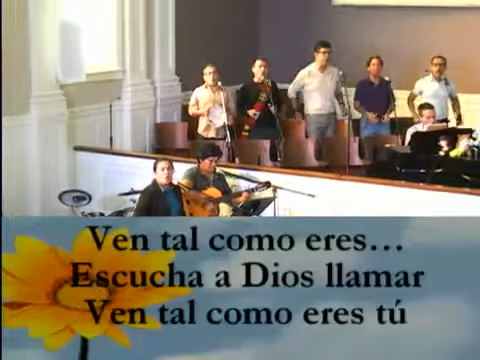 Ven tal como eres...
Escucha a Dios llamar
Ven tal como eres tú